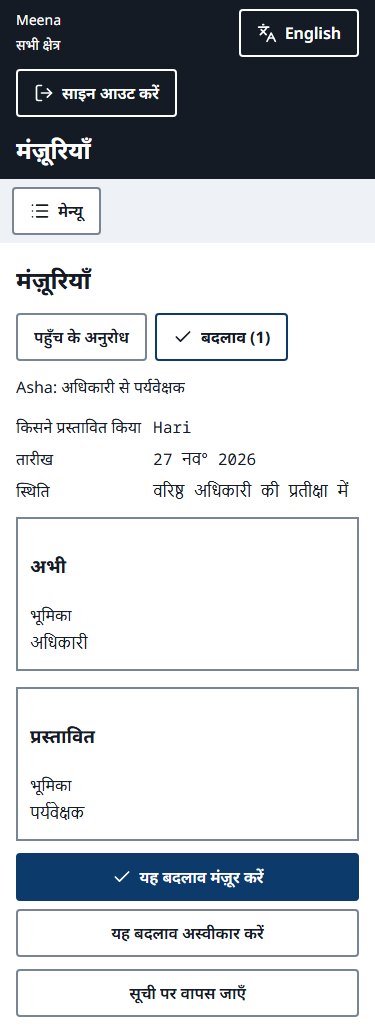 Meena
सभी क्षेत्र
English
साइन आउट करें
मंज़ूरियाँ
मेन्यू
मंज़ूरियाँ
पहुँच के अनुरोध
बदलाव (1)
Asha: अधिकारी से पर्यवेक्षक
किसने प्रस्तावित किया Hari
तारीख 27 नव॰ 2026
स्थिति वरिष्ठ अधिकारी की प्रतीक्षा में
अभी
भूमिका
अधिकारी
प्रस्तावित
भूमिका
पर्यवेक्षक
यह बदलाव मंज़ूर करें
यह बदलाव अस्वीकार करें
सूची पर वापस जाएँ